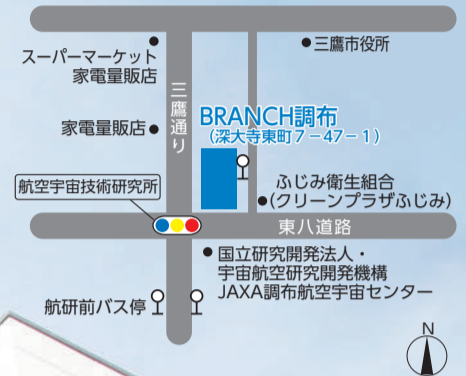 スーパーマーケット
家電量販店
●三鷹市役所
三鷹通り
家電量販店●
BRANCH調布
(深大寺東町7-47-1)
航空宇宙技術研究所
ふじみ衛生組合
●(クリーンプラザふじみ)
東八道路
●国立研究開発法人・
宇宙航空研究開発機構
JAXA調布航空宇宙センター
航研前バス停
N